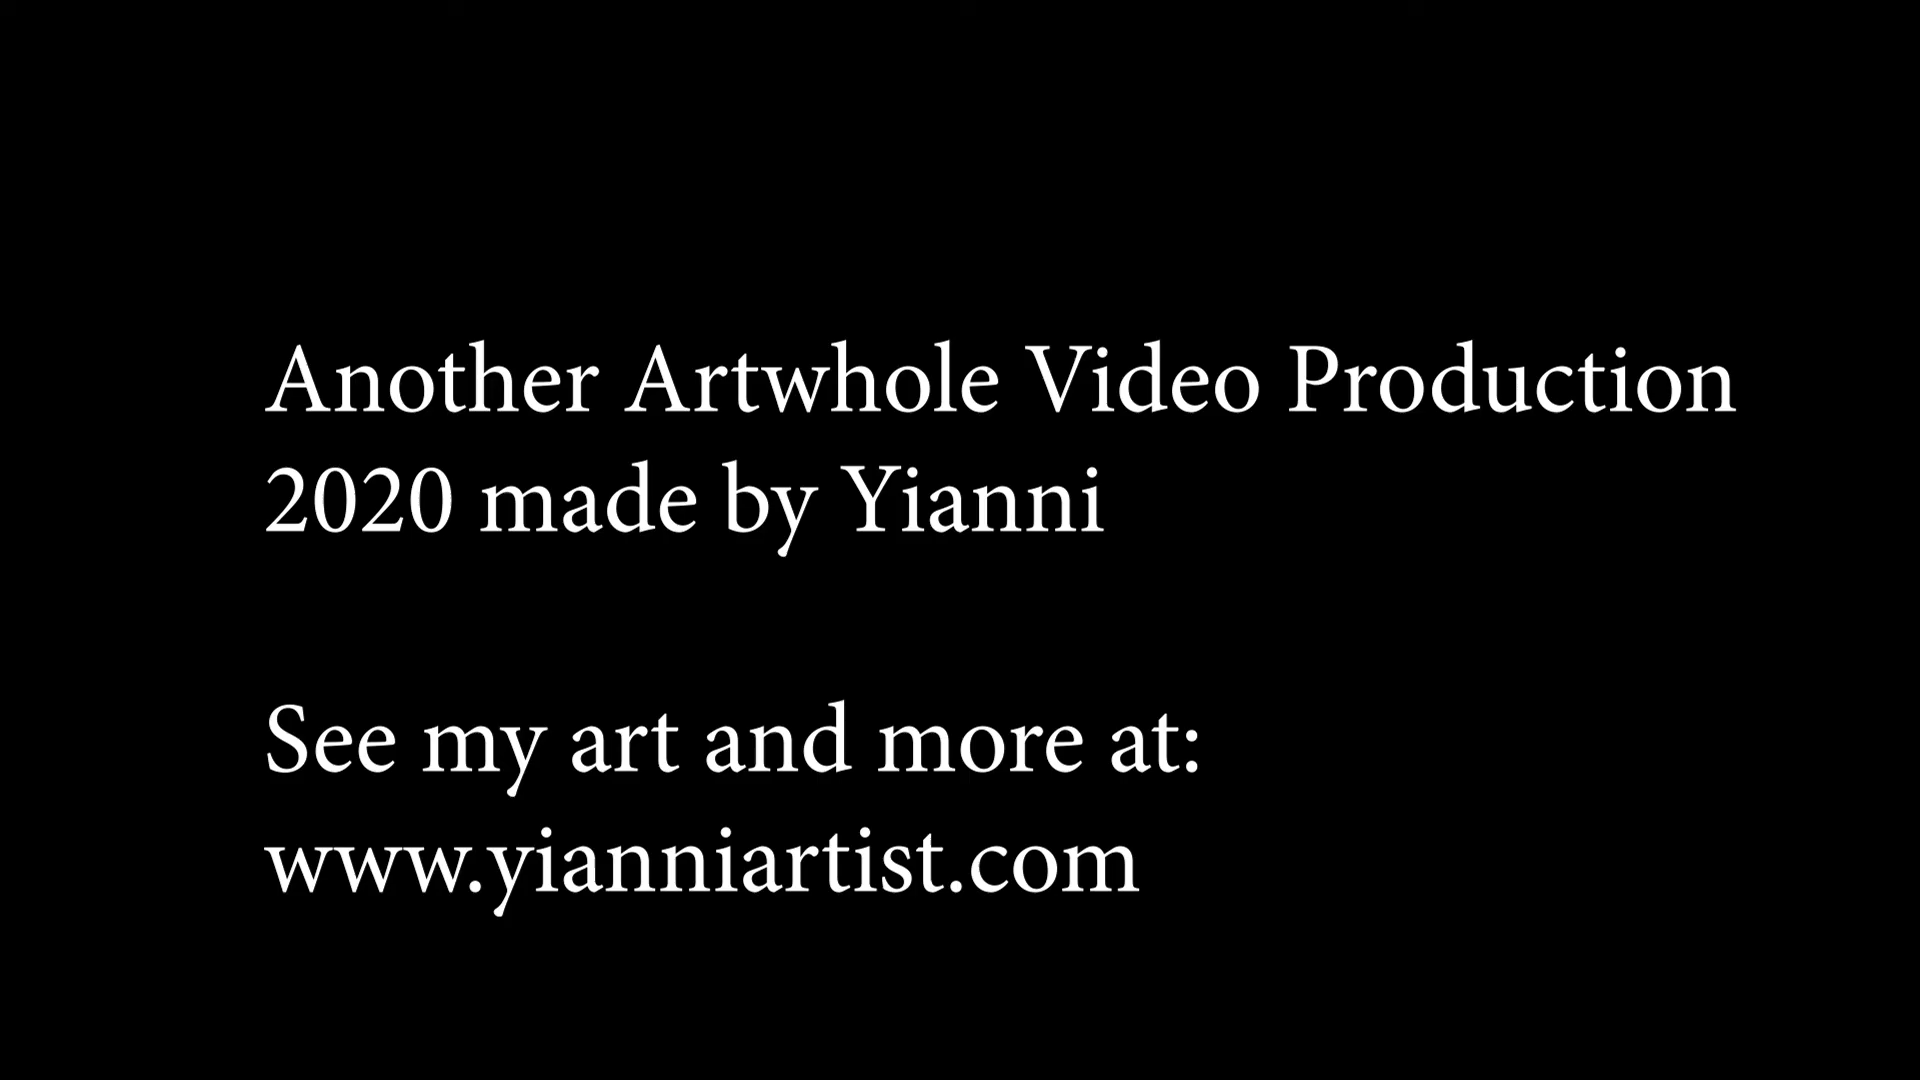 Another Artwhole Video Production
2020 made by Yianni
See my art and more at:
www.yianniartist.com